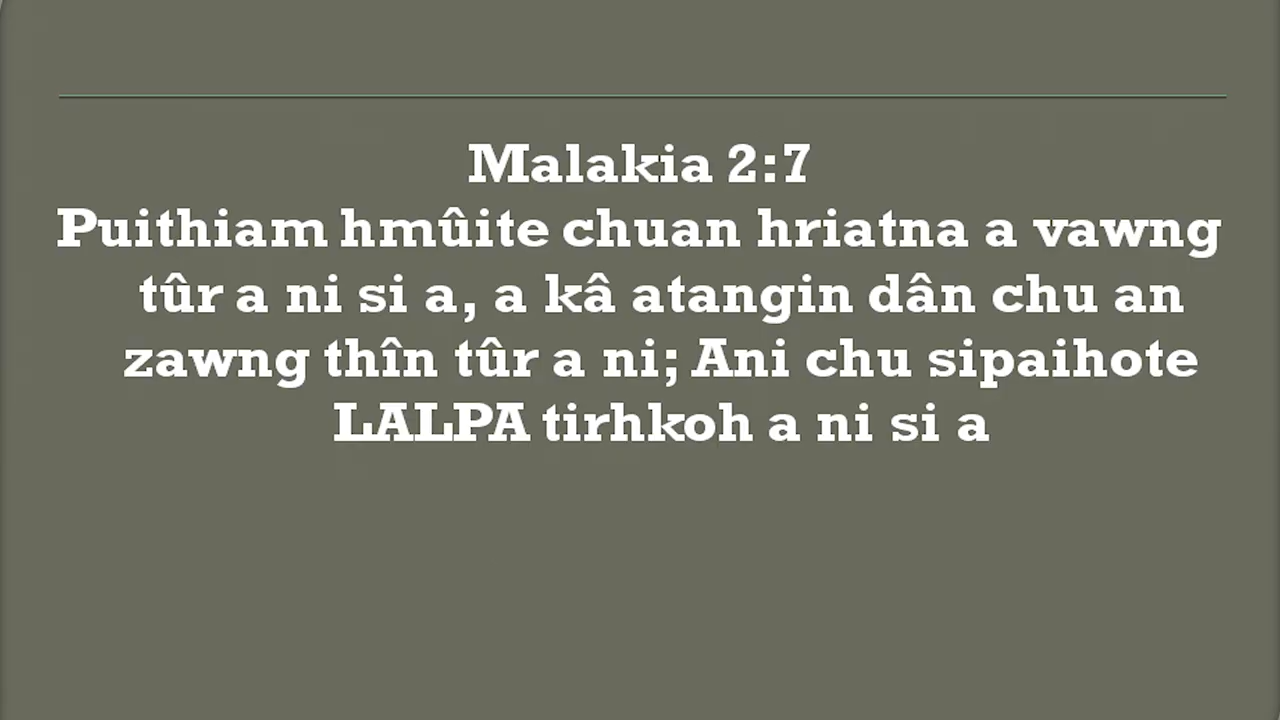 Malakia 2:7
Puithiam hmûite chuan hriatna a vawng
tûr a ni si a, a kâ atangin dân chu an
zawng thîn tûr a ni; Ani chu sipaihote
LALPA tirhkoh a ni si a